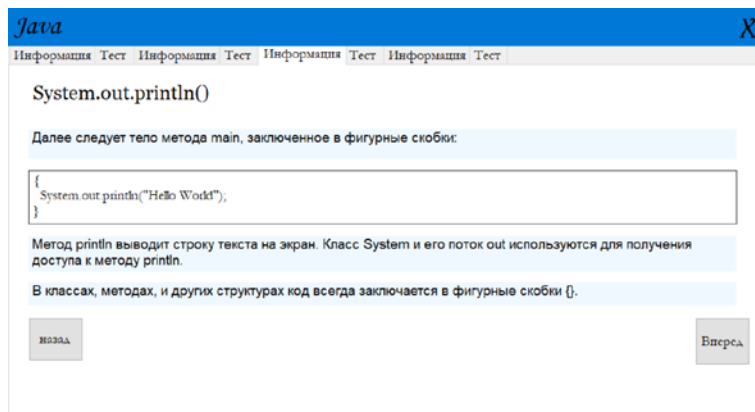 Java X
Информация Тест Информация Тест Информация Тест Информация Тест
System.out.println()
Далее следует тело метода main, заключенное в фигурные скобки:
{
System.out.println("Hello World");
}
Метод println выводит строку текста на экран. Класс System и его поток out используются для получения
доступа к методу println.
В классах, методах, и других структурах код всегда заключается в фигурные скобки {}.
назад Вперед